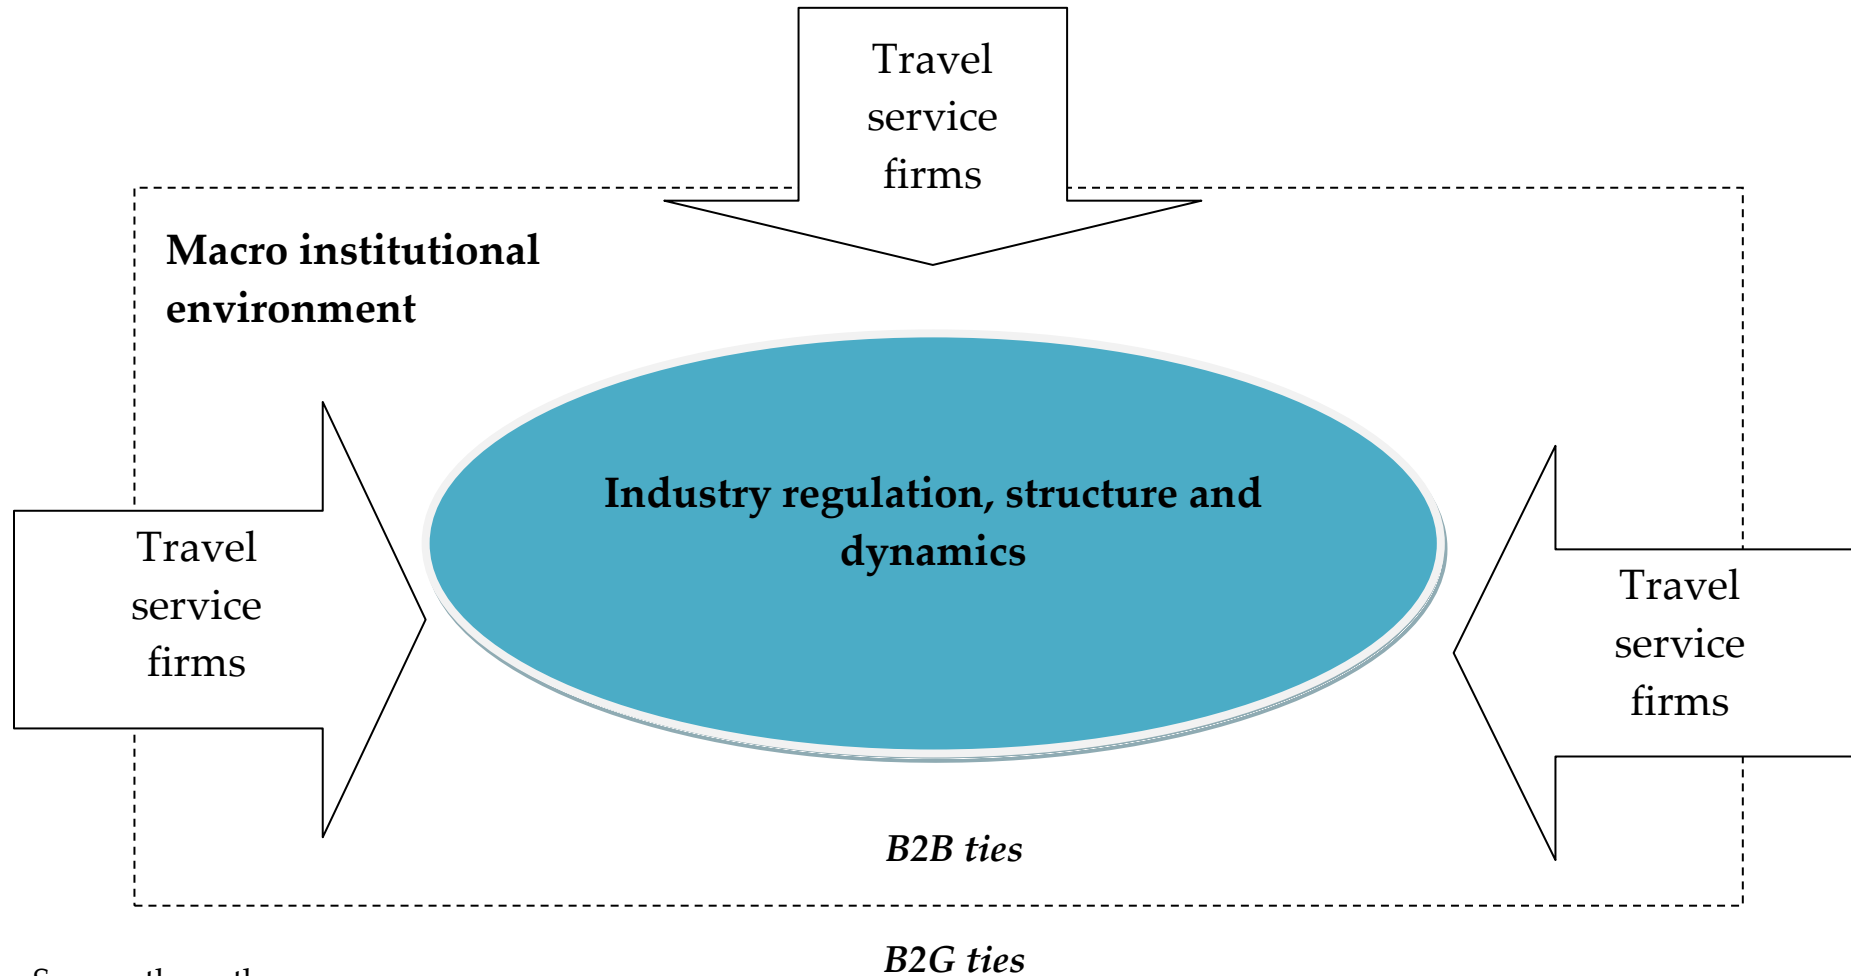 Travel
service
firms
Macro institutional
environment
Industry regulation, structure and
dynamics
Travel
service
firms
Travel
service
firms
B2B ties
B2G ties